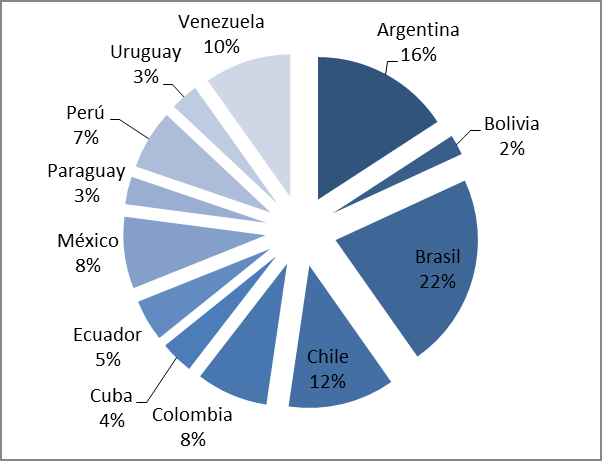 Argentina
16%
Bolivia
2%
Brasil
22%
Chile
12%
Colombia
8%
Cuba
4%
Ecuador
5%
México
8%
Paraguay
3%
Perú
7%
Uruguay
3%
Venezuela
10%